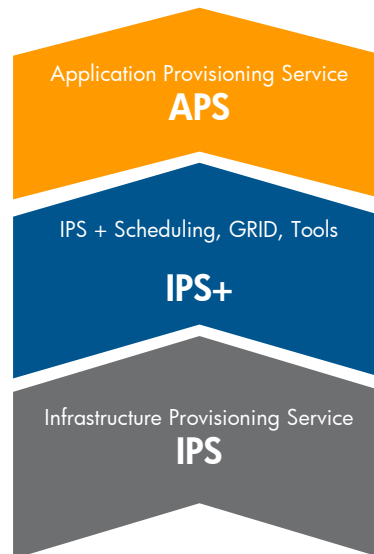 Application Provisioning Service
APS
IPS + Scheduling, GRID, Tools
IPS+
Infrastructure Provisioning Service
IPS